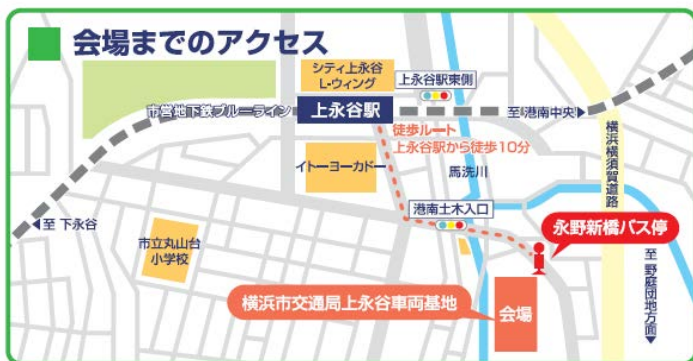 会場までのアクセス
シティ上永谷
L-ウィング
上永谷駅東側
市営地下鉄ブルーライン
上永谷駅
至 港南中央▶
徒歩ルート
上永谷駅から徒歩10分
イトーヨーカドー
馬洗川
横浜横須賀道路
港南土木入口
◀至 下永谷
永野新橋バス停
市立丸山台
小学校
至 野庭団地方面▶
横浜市交通局上永谷車両基地
会場